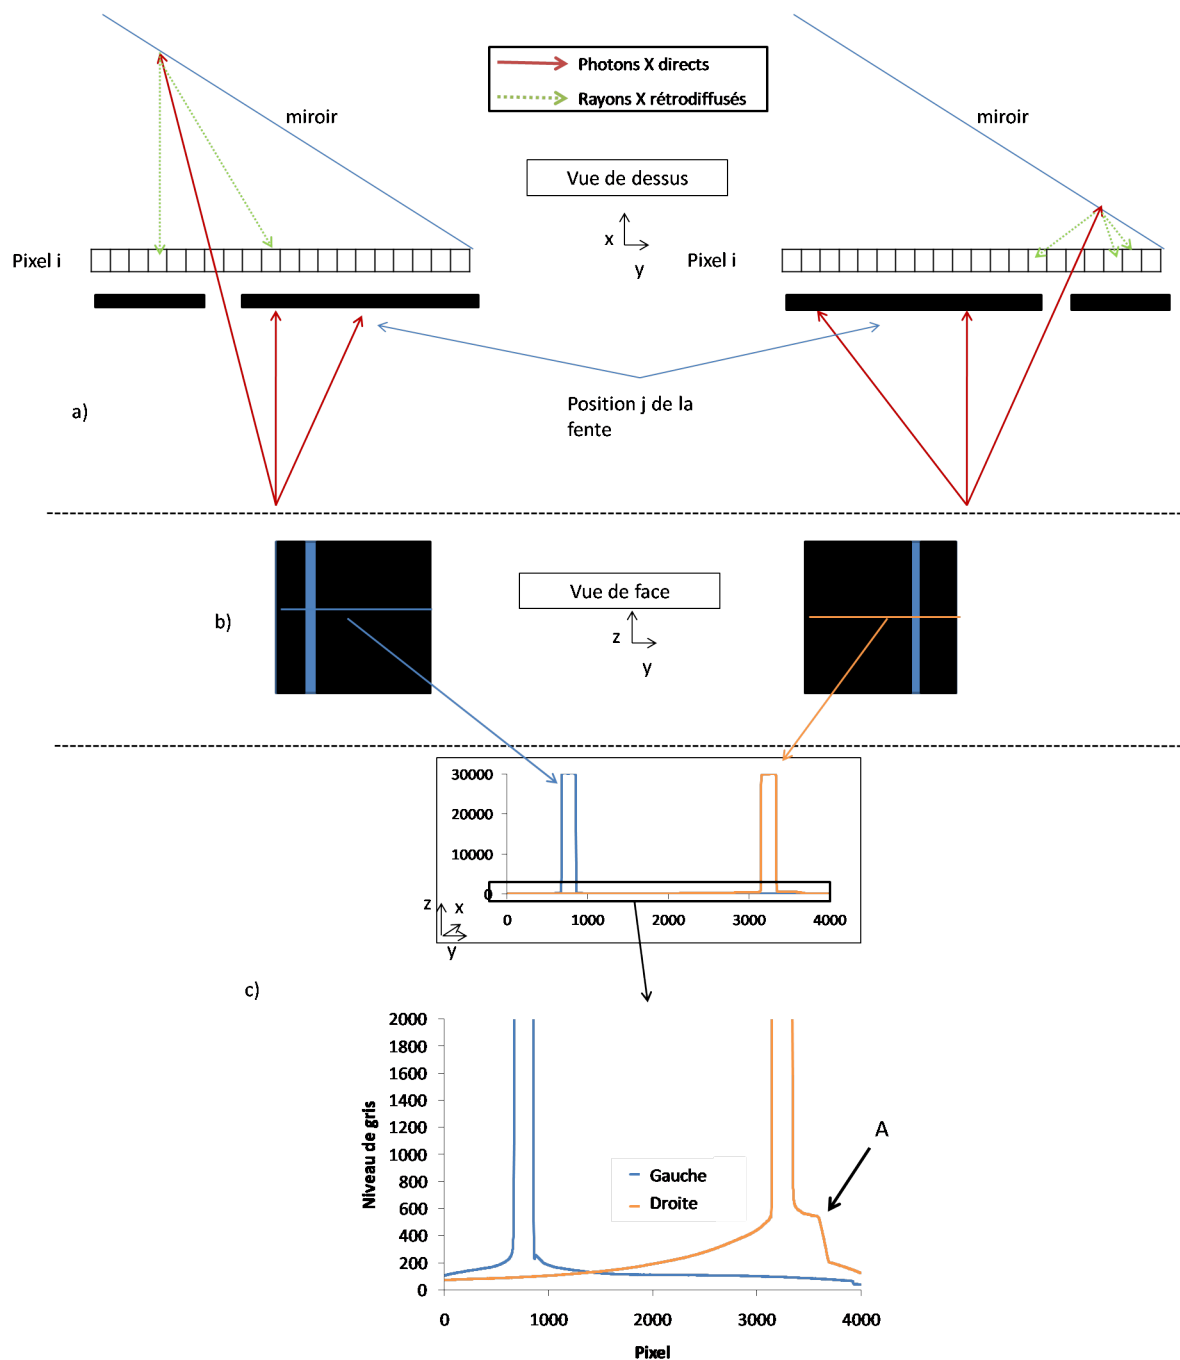 Photons X directs
Rayons X rétrodiffusés
miroir
miroir
Vue de dessus
x
y
Pixel i
Pixel i
Position j de la
fente
a)
Vue de face
b)
z
y
30000
20000
10000
0
0 1000 2000 3000 4000
z
x
y
c)
2000
1800
1600
1400
1200
1000
800
600
400
200
0
Niveau de gris
A
Gauche
Droite
0 1000 2000 3000 4000
Pixel